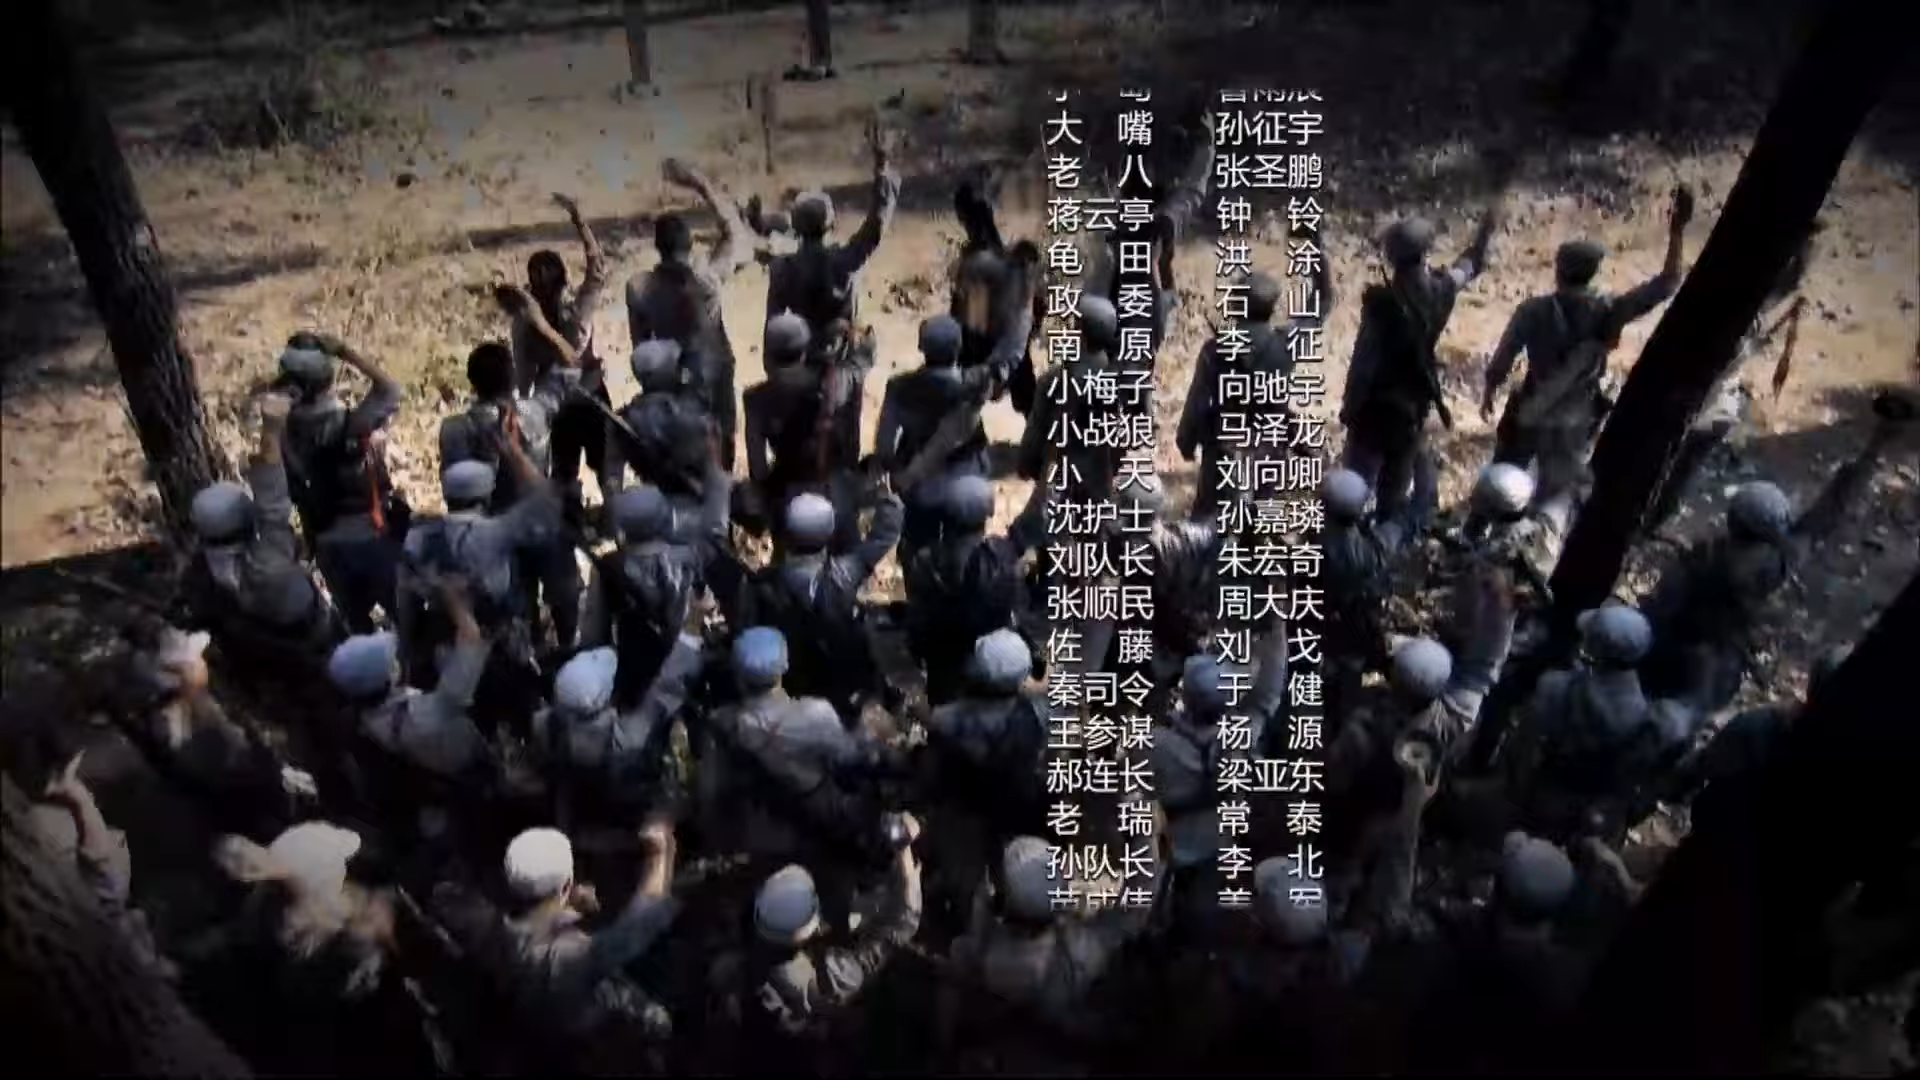 大嘴 孙征宇
老八 张圣鹏
蒋云亭 钟铃
龟田 洪涂
政委 石山
南原 李征
小梅子 向驰宇
小战狼 马泽龙
小天 刘向卿
沈护士 孙嘉璘
刘队长 朱宏奇
张顺民 周大庆
佐藤 刘戈
秦司令 于健
王参谋 杨源
郝连长 梁亚东
老瑞 常泰
孙队长 李北